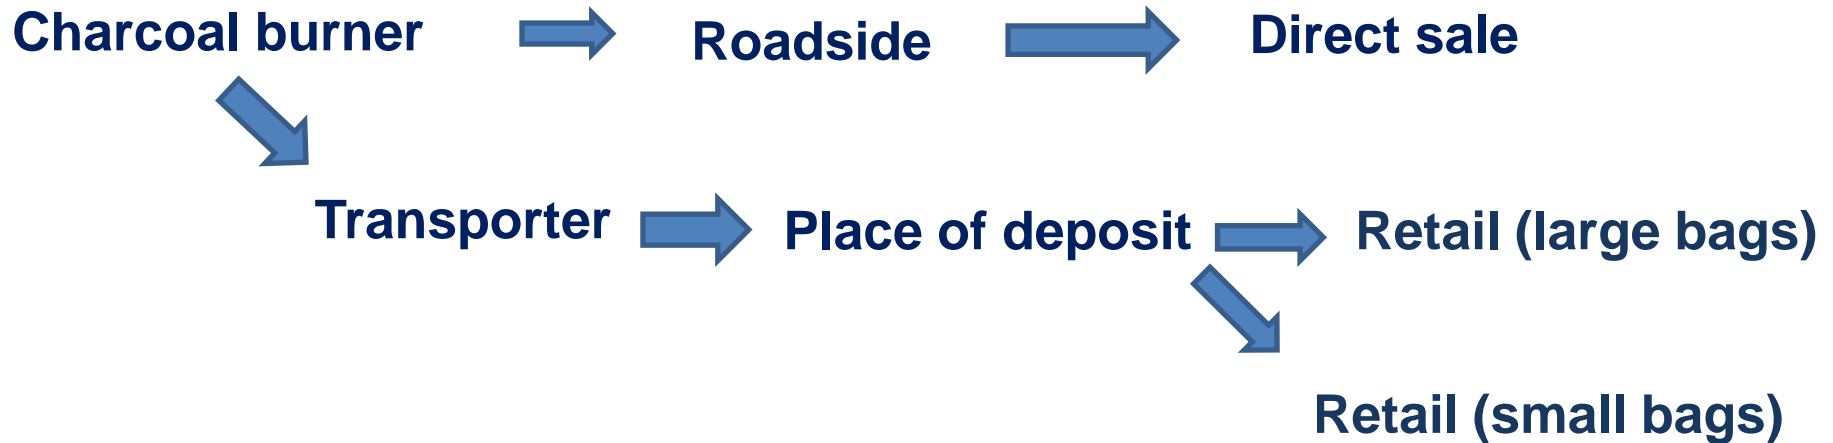 Charcoal burner
Roadside
Direct sale
Transporter
Place of deposit
Retail (large bags)
Retail (small bags)